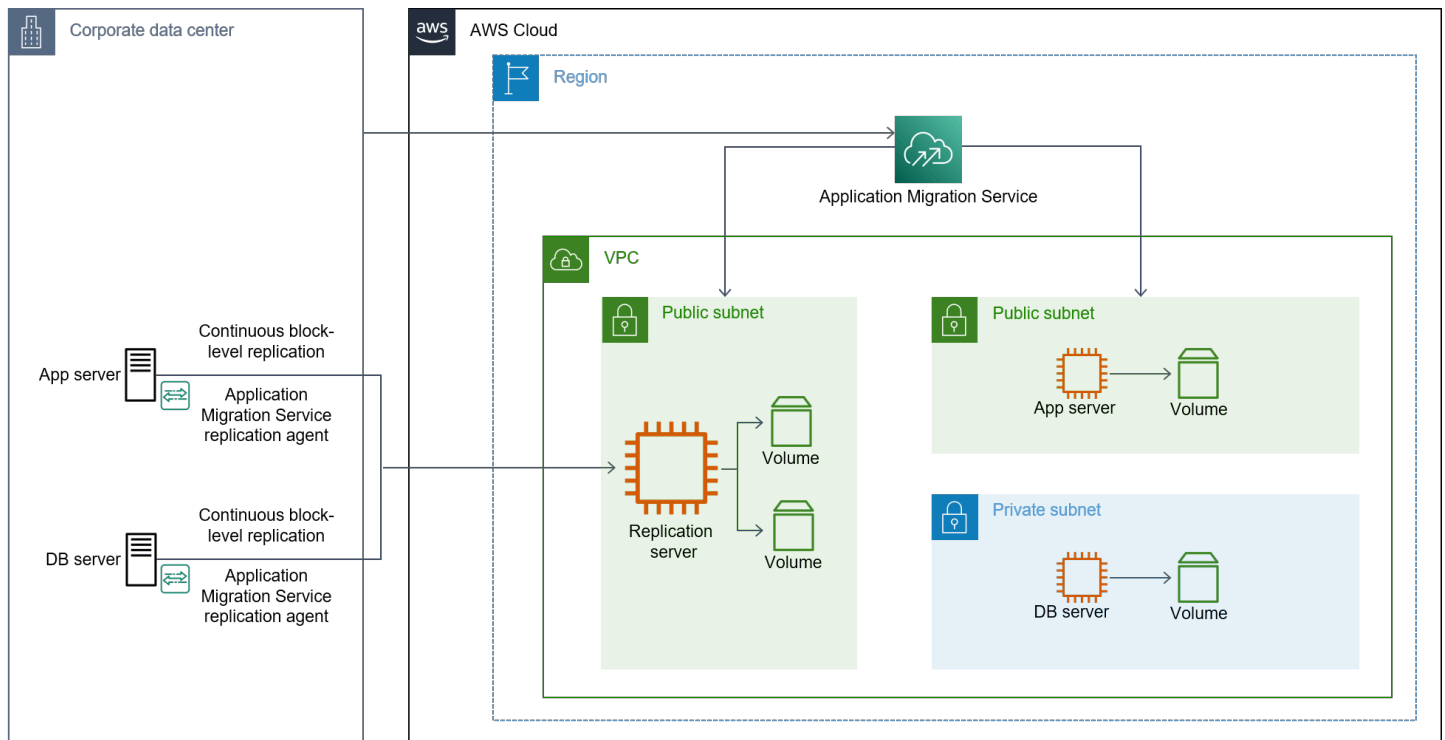 Corporate data center
aws
AWS Cloud
Region
Application Migration Service
VPC
Continuous block-
level replication
App server
Application
Migration Service
replication agent
Continuous block-
level replication
DB server
Application
Migration Service
replication agent
Public subnet
Volume
Replication
server
Volume
Public subnet
App server
Volume
Private subnet
DB server
Volume